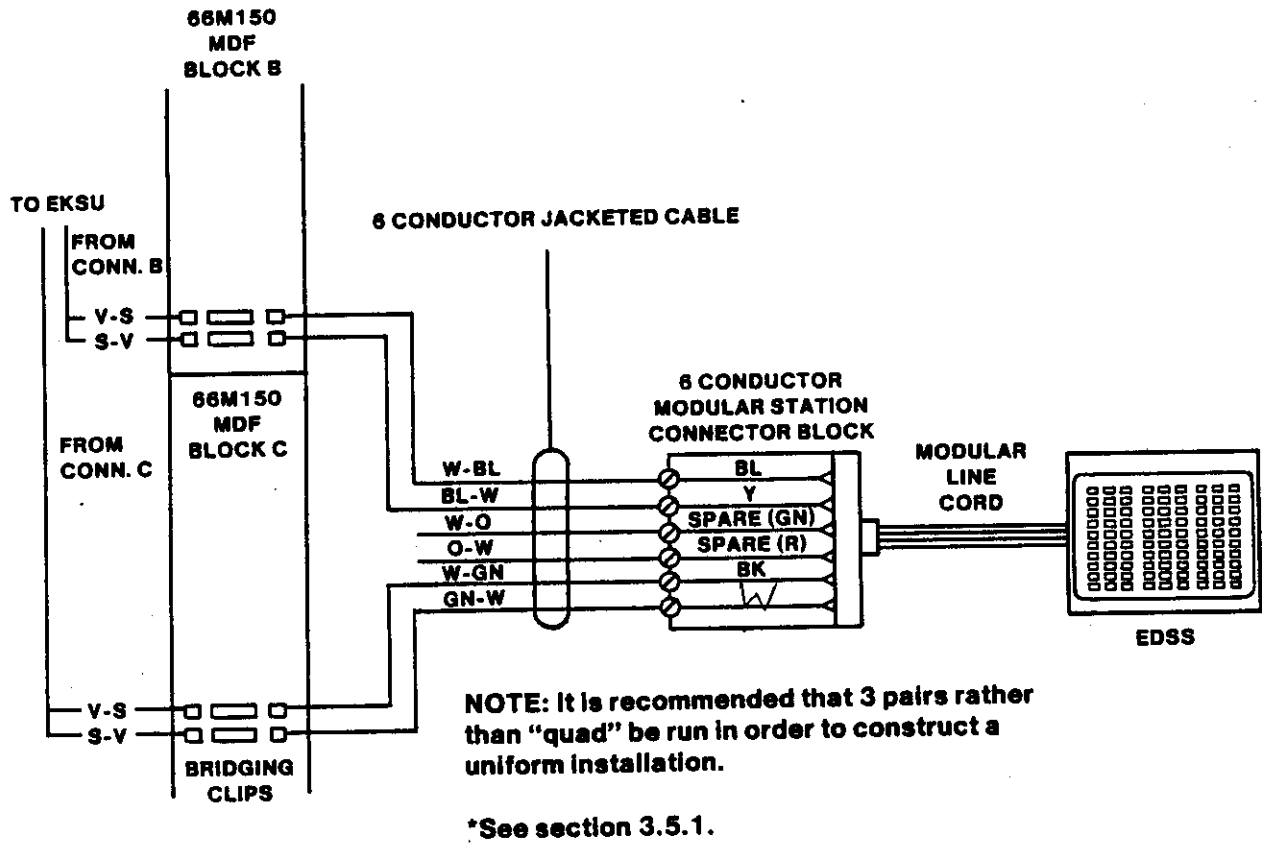 66M150
MDF
BLOCK B
TO EKSU
FROM
CONN. B
V-S
S-V
6 CONDUCTOR JACKETED CABLE
66M150
MDF
BLOCK C
FROM
CONN. C
6 CONDUCTOR
MODULAR STATION
CONNECTOR BLOCK
MODULAR
LINE
CORD
W-BL
BL-W
W-O
O-W
W-GN
GN-W
BL
Y
SPARE (GN)
SPARE (R)
BK
W
EDSS
V-S
S-V
BRIDGING
CLIPS
NOTE: It is recommended that 3 pairs rather
than “quad” be run in order to construct a
uniform installation.
*See section 3.5.1.